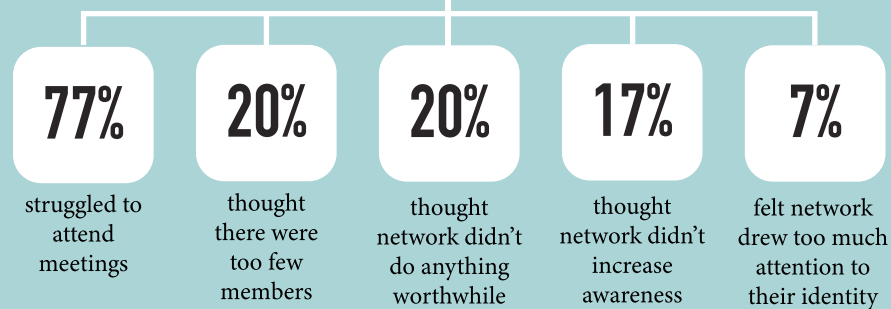 77%
struggled to
attend
meetings
20%
thought
there were
too few
members
20%
thought
network didn’t
do anything
worthwhile
17%
thought
network didn’t
increase
awareness
7%
felt network
drew too much
attention to
their identity